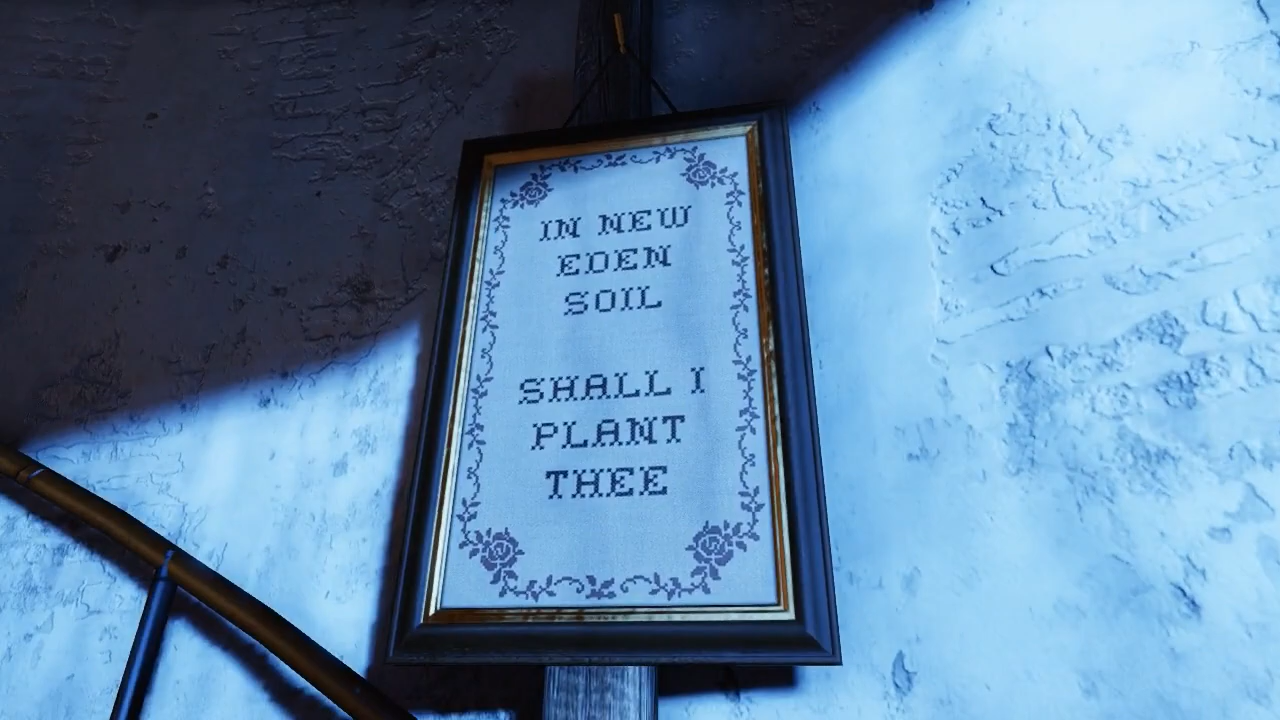 IN NEW
EDEN
SOIL
SHALL I
PLANT
THEE